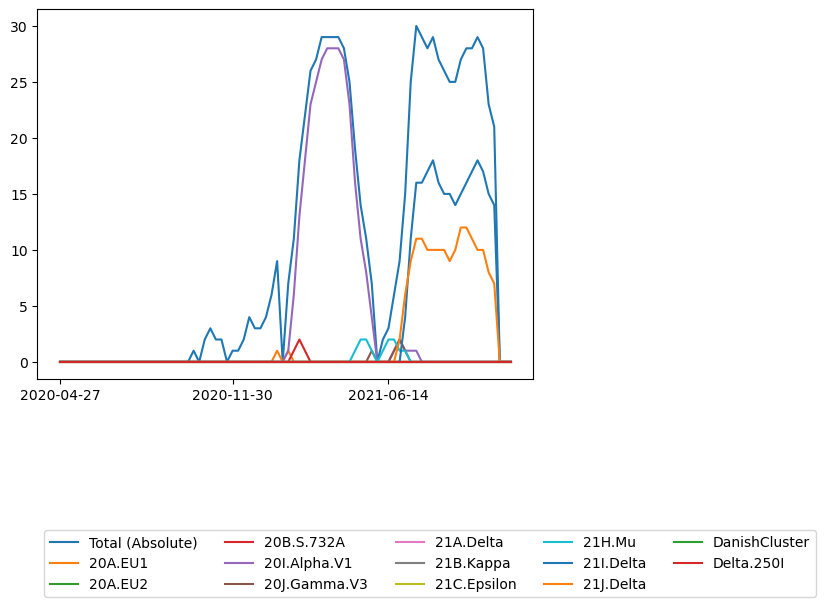 30
25
20
15
10
5
0
2020-04-27 2020-11-30 2021-06-14
Total (Absolute) 20B.S.732A 21A.Delta 21H.Mu DanishCluster
20A.EU1 20I.Alpha.V1 21B.Kappa 21I.Delta Delta.250I
20A.EU2 20J.Gamma.V3 21C.Epsilon 21J.Delta